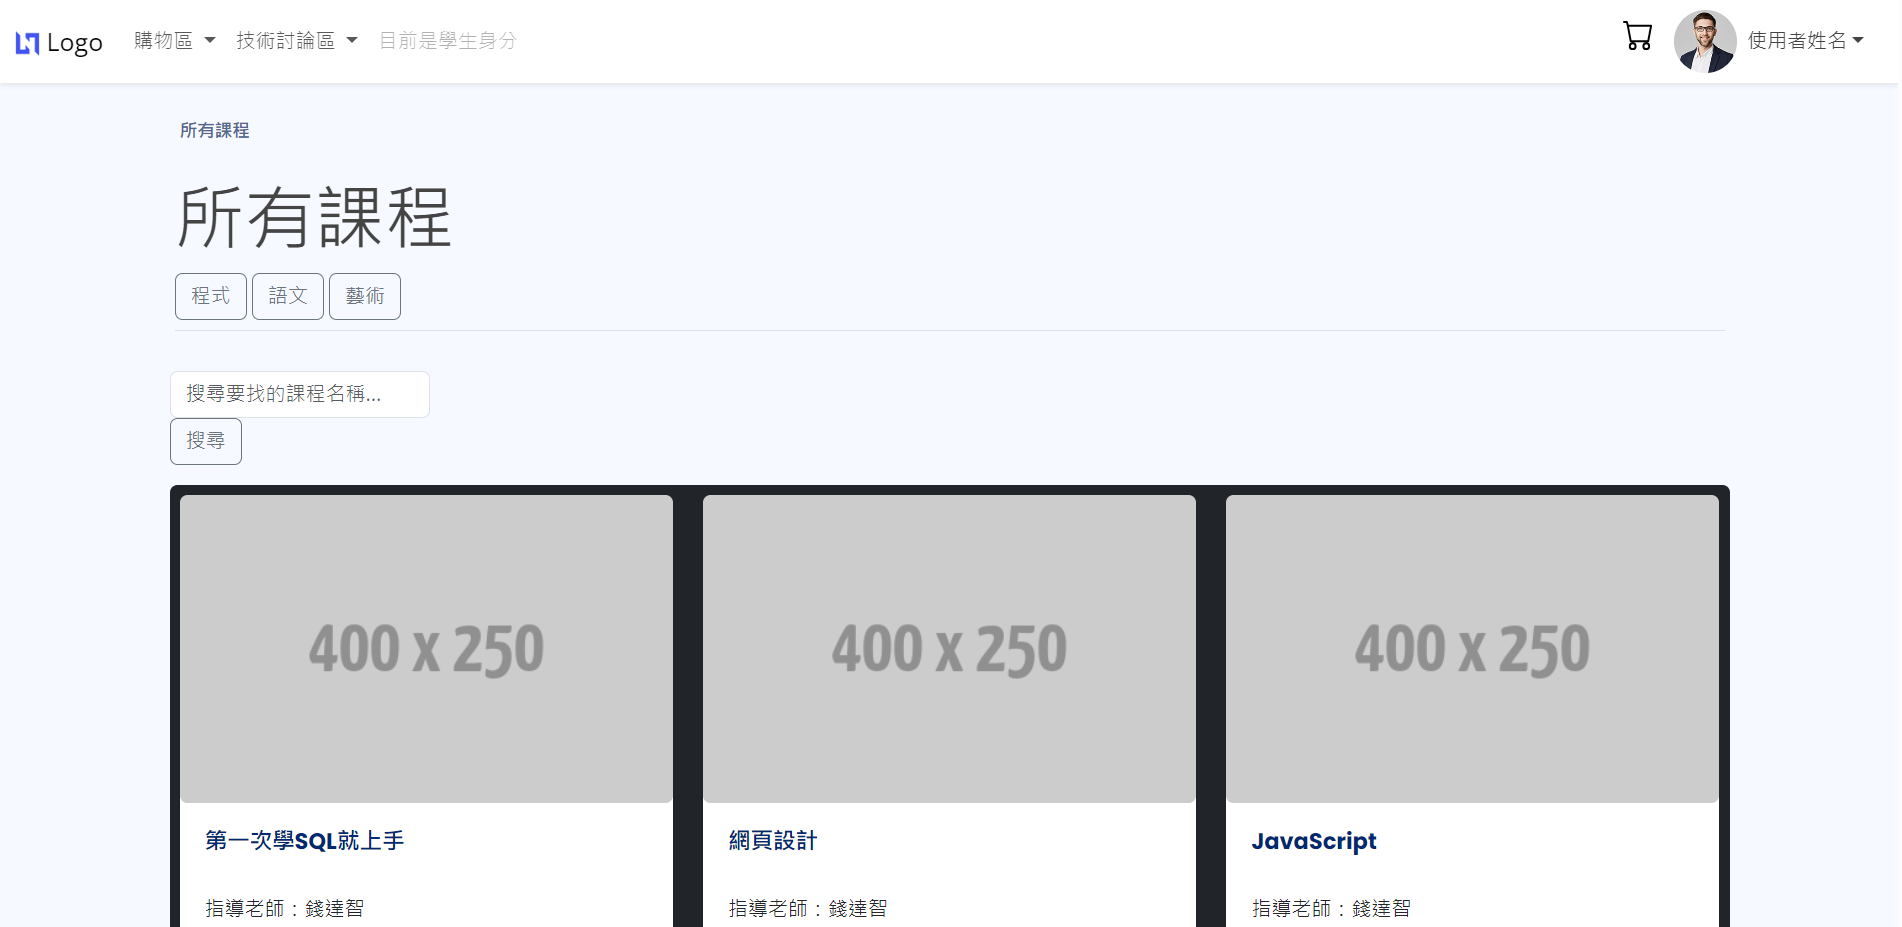 Logo 購物區 技術討論區 目前是學生身分 使用者姓名
所有課程
所有課程
程式 語文 藝術
搜尋要找的課程名稱...
搜尋
400 x 250 400 x 250 400 x 250
第一次學SQL就上手 網頁設計 JavaScript
指導老師：錢達智 指導老師：錢達智 指導老師：錢達智